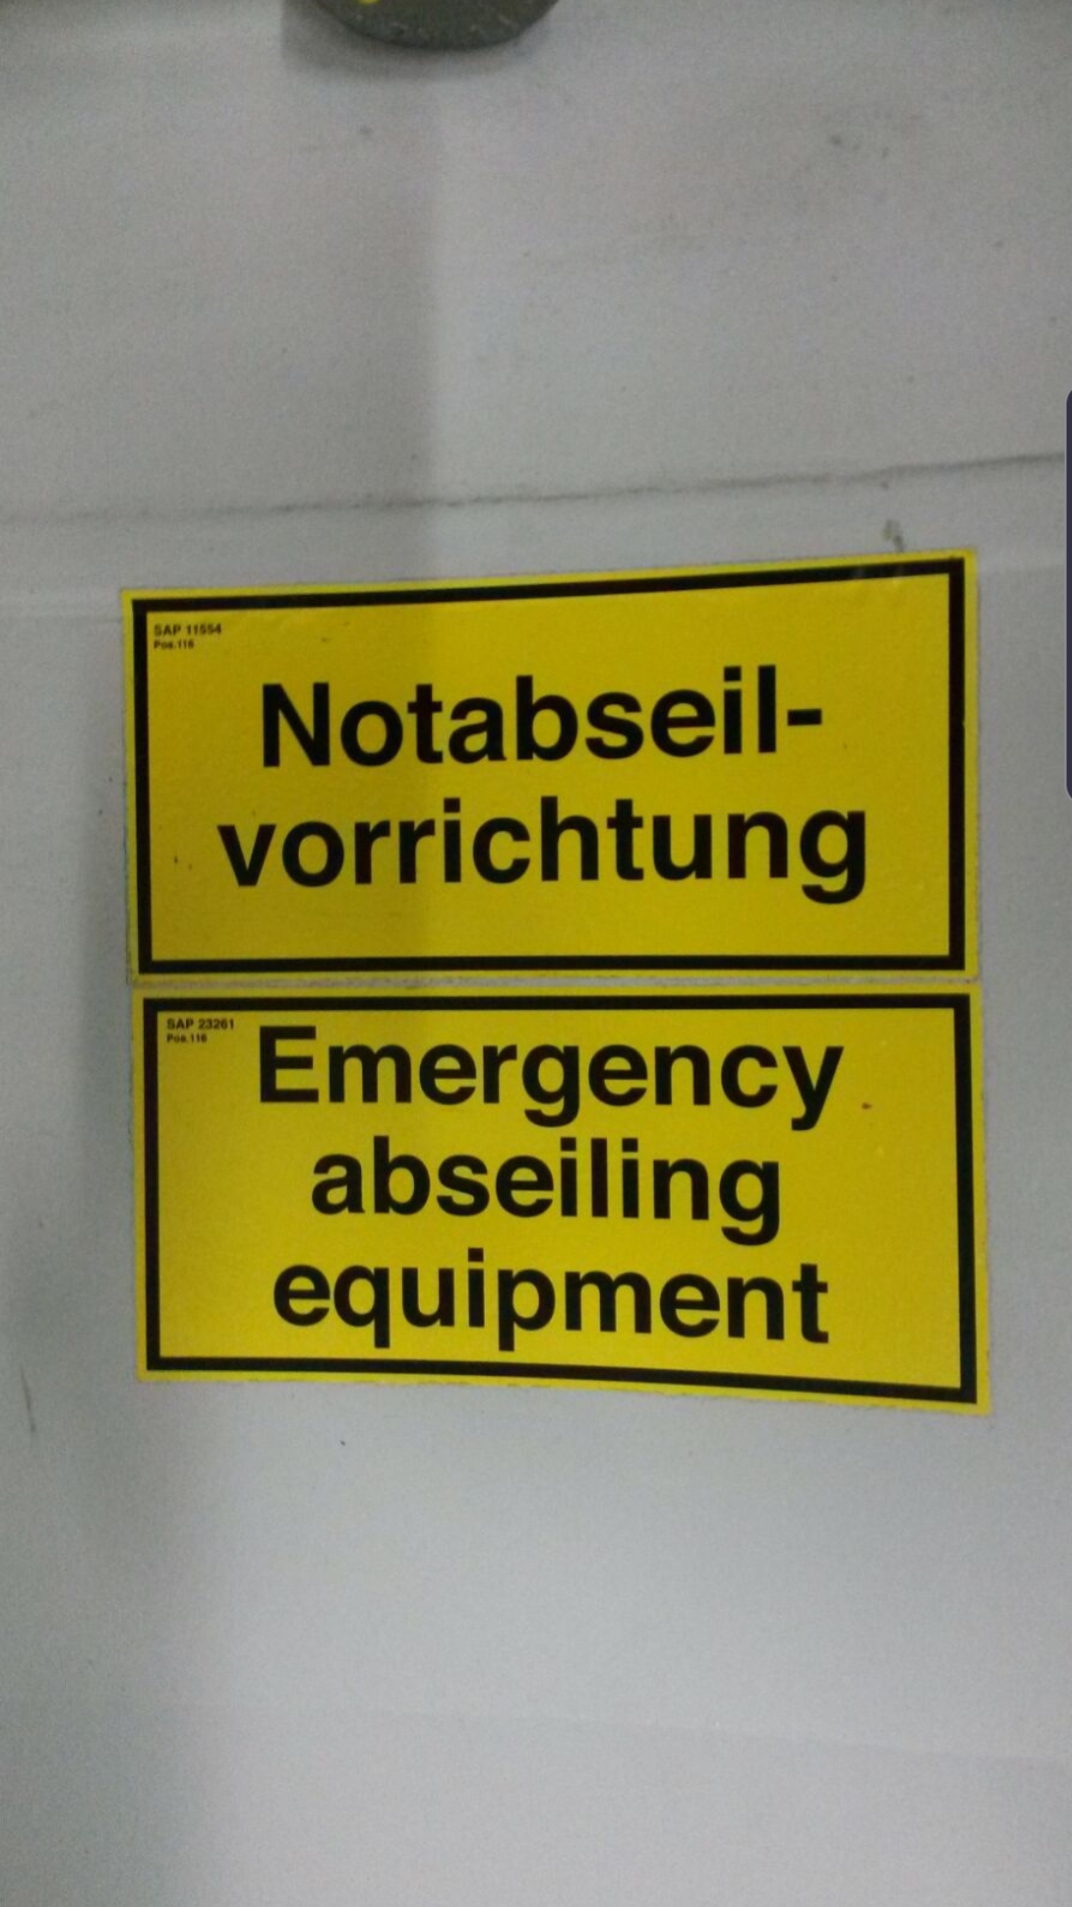 SAP 11554
Pos.116
Notabseil-
vorrichtung
SAP 23261
Pos.116
Emergency
abseiling
equipment